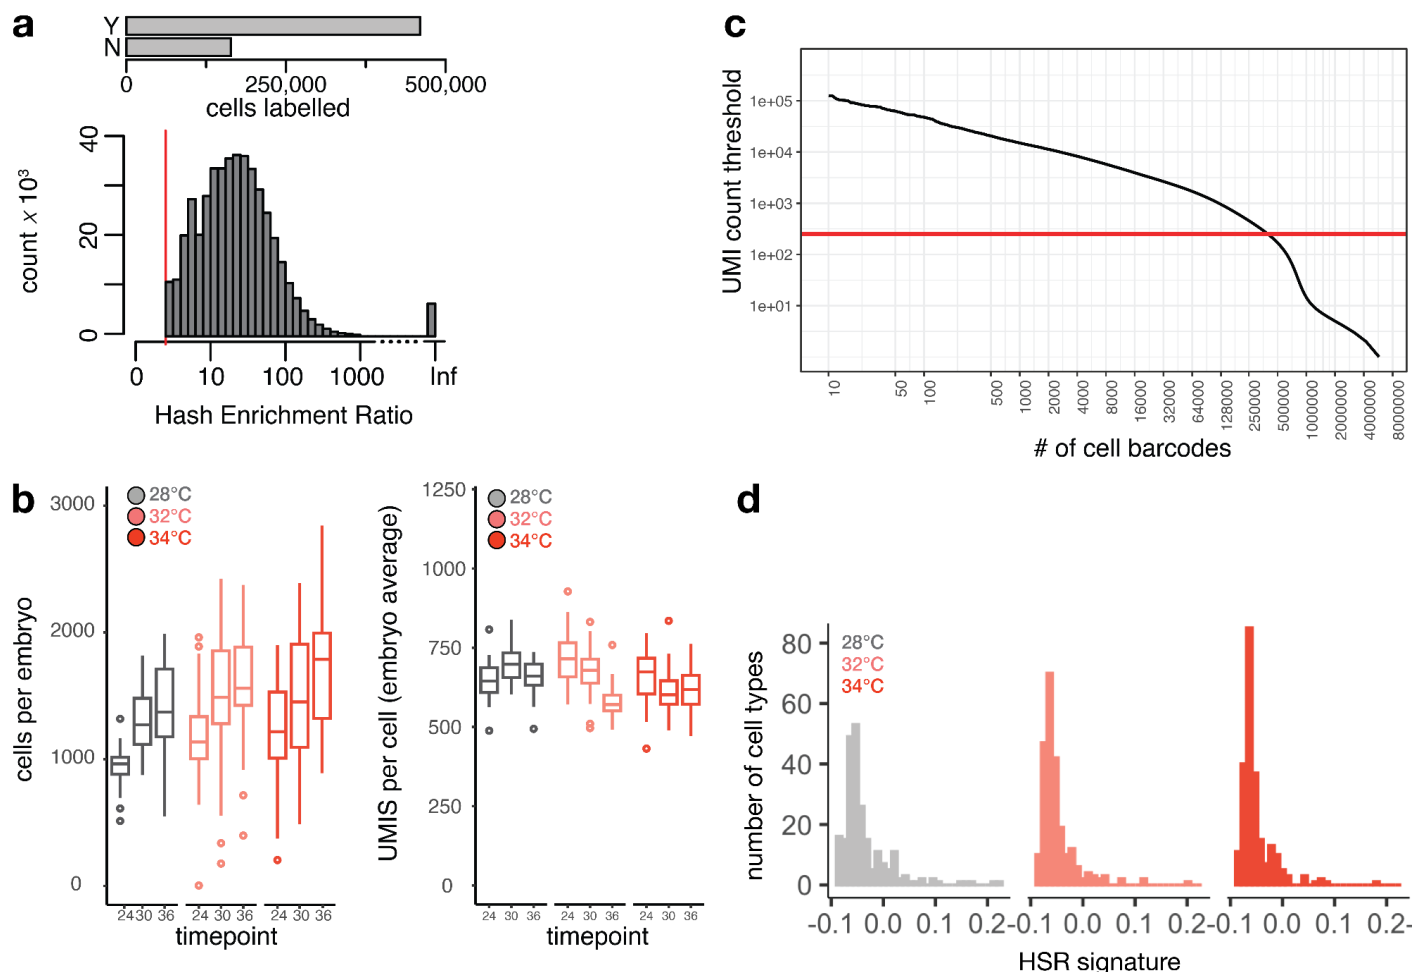 a
Y
N
0
250,000
500,000
cells labelled
40
20
0
count x 10³
0
10
100
1000
Inf
Hash Enrichment Ratio
c
UMI count threshold
1e+05
1e+04
1e+03
1e+02
1e+01
10
50
100
500
1000
2000
4000
8000
16000
32000
64000
128000
250000
500000
1000000
2000000
4000000
8000000
# of cell barcodes
b
3000
2000
1000
0
cells per embryo
28°C
32°C
34°C
24 30 36
24 30 36
24 30 36
timepoint
1250
1000
750
500
250
0
UMIS per cell (embryo average)
28°C
32°C
34°C
24 30 36
24 30 36
24 30 36
timepoint
d
number of cell types
80
60
40
20
0
28°C
32°C
34°C
-0.1 0.0 0.1 0.2
-0.1 0.0 0.1 0.2
-0.1 0.0 0.1 0.2
HSR signature